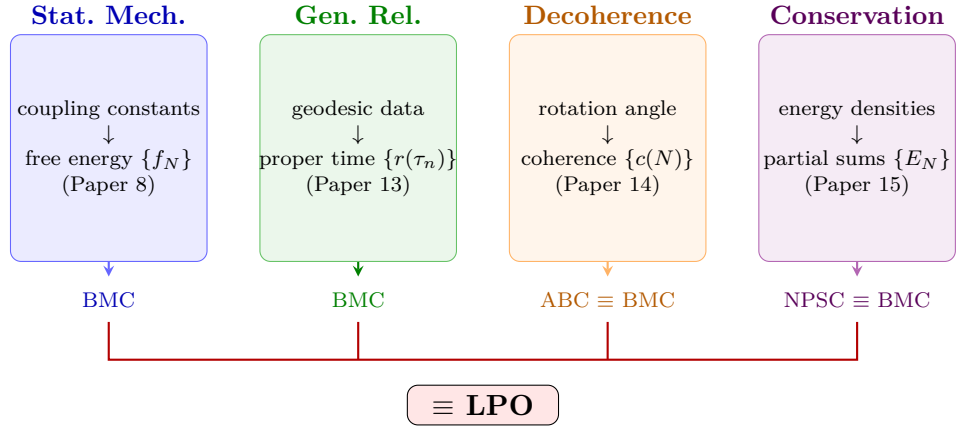 Stat. Mech.
coupling constants
↓
free energy {f_N}
(Paper 8)
BMC
Gen. Rel.
geodesic data
↓
proper time {r(τ_n)}
(Paper 13)
BMC
Decoherence
rotation angle
↓
coherence {c(N)}
(Paper 14)
ABC ≡ BMC
Conservation
energy densities
↓
partial sums {E_N}
(Paper 15)
NPSC ≡ BMC
≡ LPO